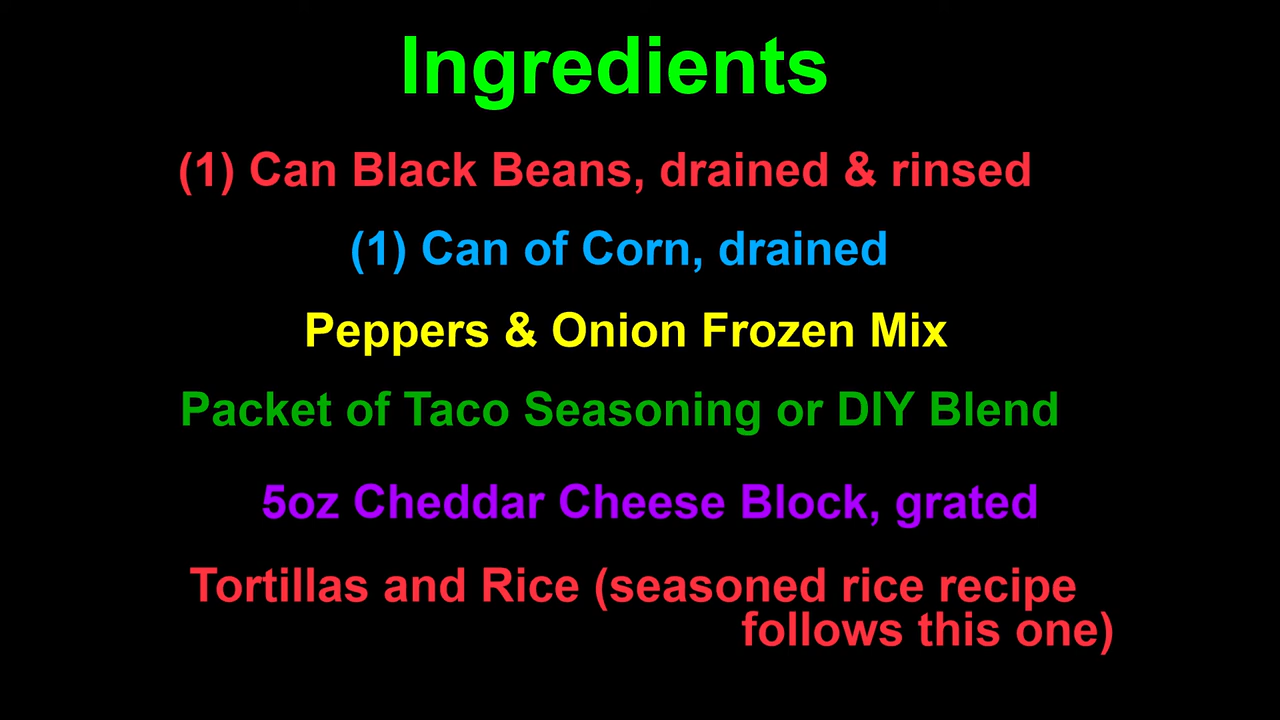 Ingredients
(1) Can Black Beans, drained & rinsed
(1) Can of Corn, drained
Peppers & Onion Frozen Mix
Packet of Taco Seasoning or DIY Blend
5oz Cheddar Cheese Block, grated
Tortillas and Rice (seasoned rice recipe
follows this one)